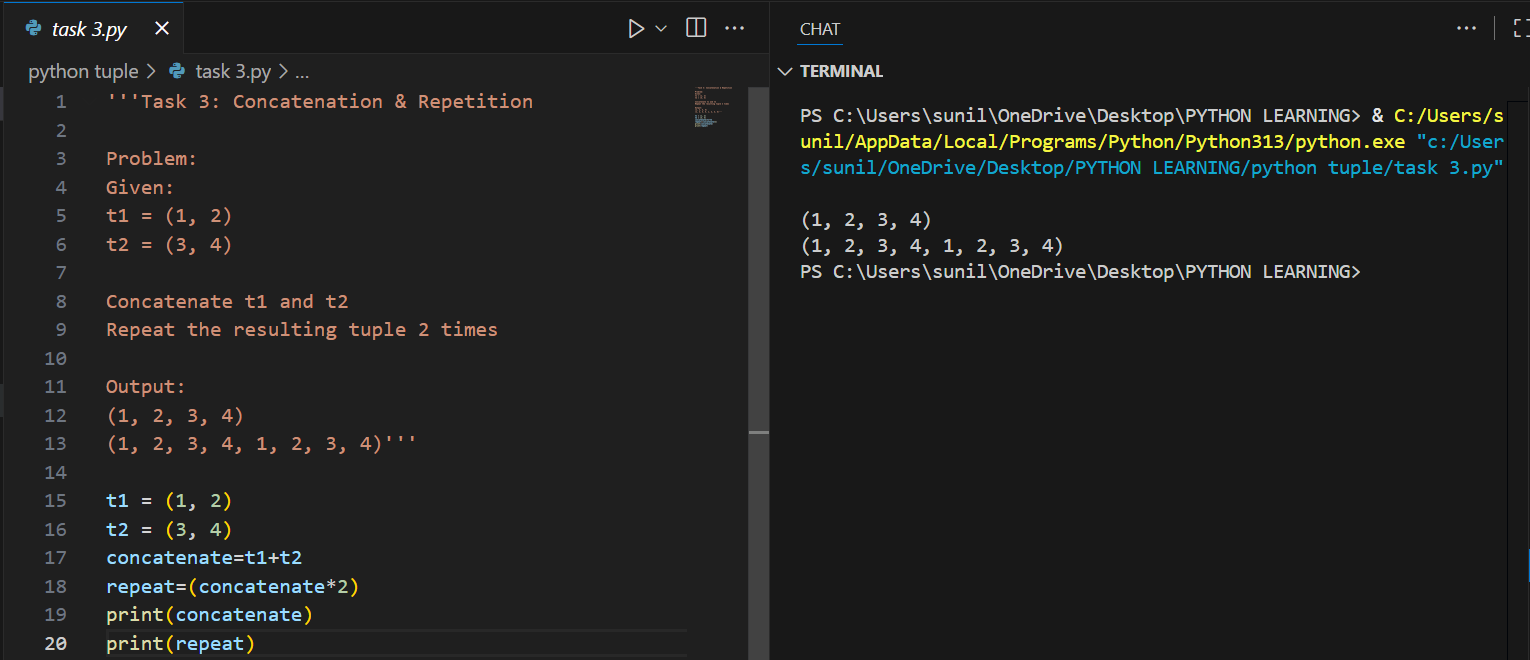 task 3.py
python tuple > task 3.py > ...
1 '''Task 3: Concatenation & Repetition
2
3 Problem:
4 Given:
5 t1 = (1, 2)
6 t2 = (3, 4)
7
8 Concatenate t1 and t2
9 Repeat the resulting tuple 2 times
10
11 Output:
12 (1, 2, 3, 4)
13 (1, 2, 3, 4, 1, 2, 3, 4)'''
14
15 t1 = (1, 2)
16 t2 = (3, 4)
17 concatenate=t1+t2
18 repeat=(concatenate*2)
19 print(concatenate)
20 print(repeat)
CHAT
TERMINAL
PS C:\Users\sunil\OneDrive\Desktop\PYTHON LEARNING> & C:/Users/s
unil/AppData/Local/Programs/Python/Python313/python.exe "c:/User
s/sunil/OneDrive/Desktop/PYTHON LEARNING/python tuple/task 3.py"
(1, 2, 3, 4)
(1, 2, 3, 4, 1, 2, 3, 4)
PS C:\Users\sunil\OneDrive\Desktop\PYTHON LEARNING>